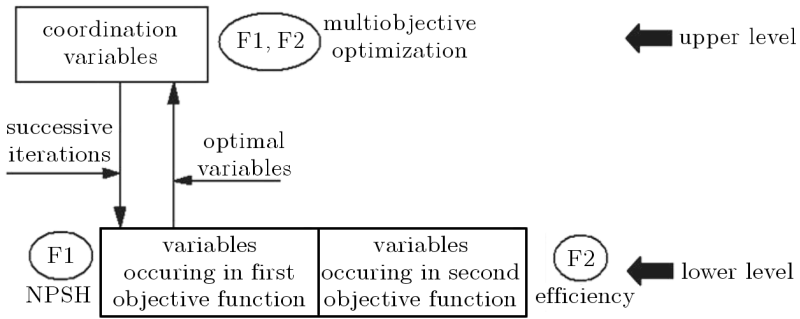 coordination
variables
F1, F2
multiobjective
optimization
upper level
successive
iterations
optimal
variables
F1
NPSH
variables
occuring in first
objective function
variables
occuring in second
objective function
F2
efficiency
lower level